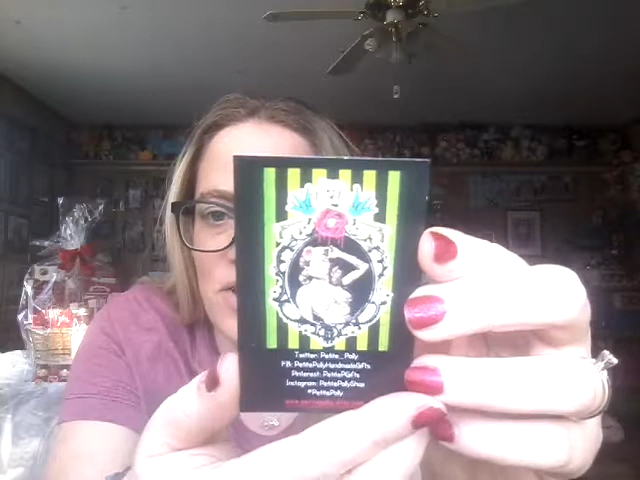 Twitter: Petite_Polly
FB: PetitePollyHandmadeGifts
Pinterest: PetitePGifts
Instagram: PetitePollyShop
#PetitePolly